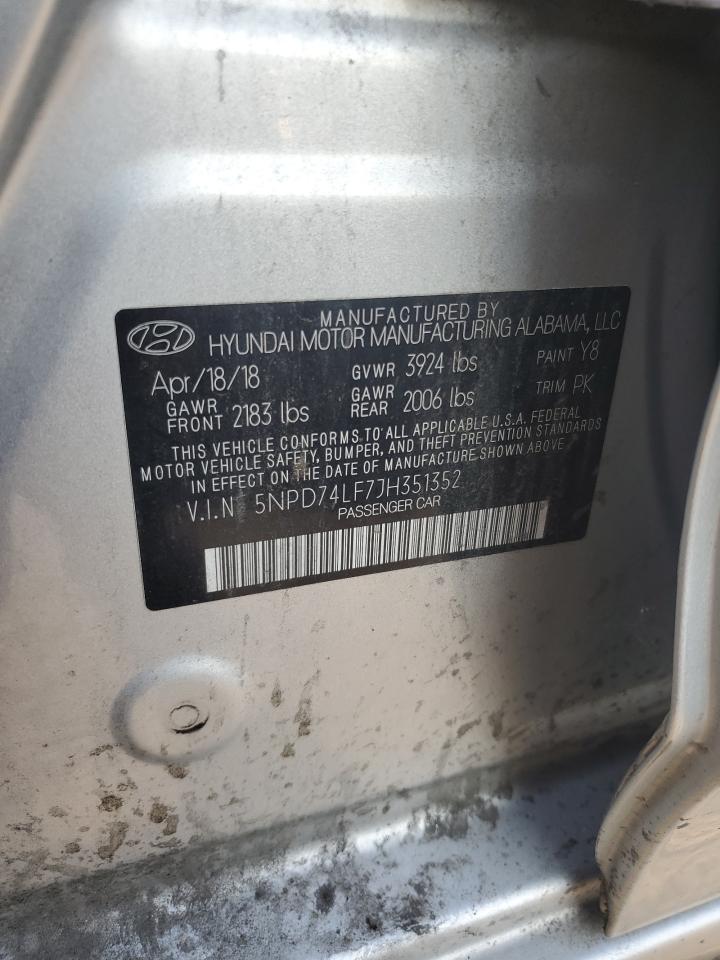 MANUFACTURED BY
HYUNDAI MOTOR MANUFACTURING ALABAMA, LLC
Apr/18/18 GVWR 3924 lbs PAINT Y8
GAWR FRONT 2183 lbs GAWR REAR 2006 lbs TRIM PK
THIS VEHICLE CONFORMS TO ALL APPLICABLE U.S.A. FEDERAL
MOTOR VEHICLE SAFETY, BUMPER, AND THEFT PREVENTION STANDARDS
IN EFFECT ON THE DATE OF MANUFACTURE SHOWN ABOVE.
V.I.N 5NPD74LF7JH351352
PASSENGER CAR